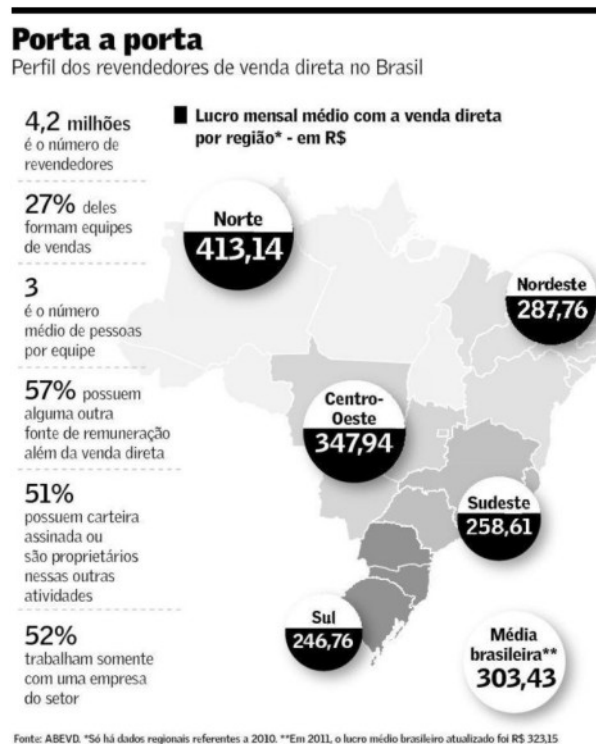 Porta a porta
Perfil dos revendedores de venda direta no Brasil
4,2 milhões
é o número de
revendedores
27% deles
formam equipes
de vendas
3
é o número
médio de pessoas
por equipe
57% possuem
alguma outra
fonte de remuneração
além da venda direta
51%
possuem carteira
assinada ou
são proprietários
nessas outras
atividades
52%
trabalham somente
com uma empresa
do setor
Lucro mensal médio com a venda direta
por região* - em R$
Norte
413,14
Nordeste
287,76
Centro-
Oeste
347,94
Sudeste
258,61
Sul
246,76
Média
brasileira**
303,43
Fonte: ABEVD. *Só há dados regionais referentes a 2010. **Em 2011, o lucro médio brasileiro atualizado foi R$ 323,15